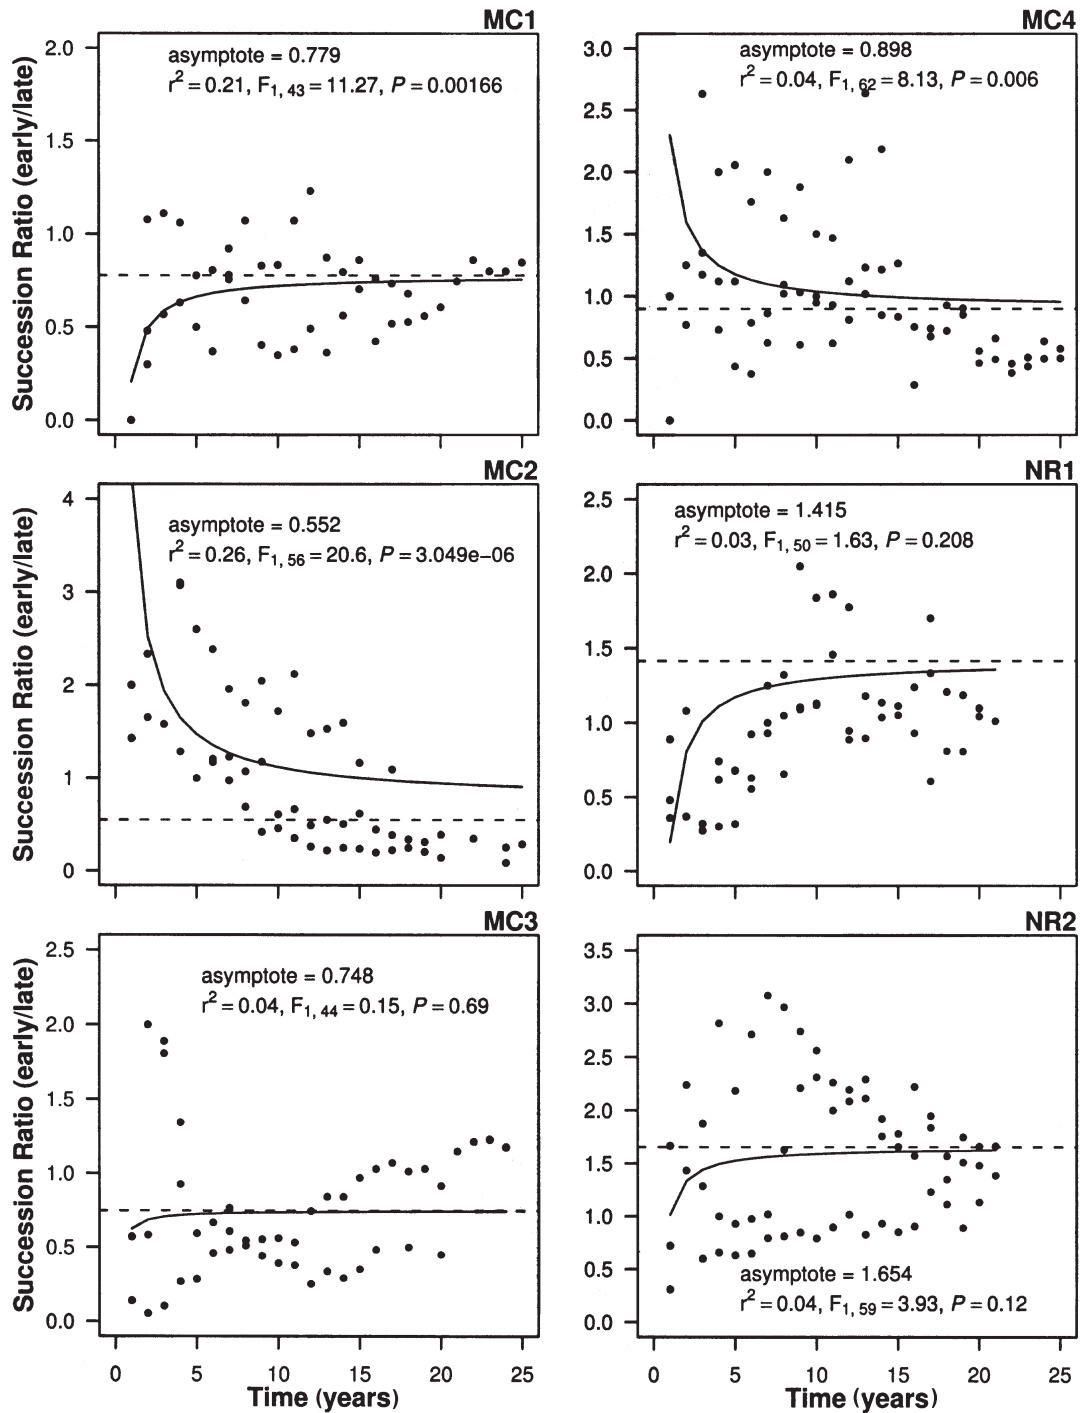 MC1
2.0
1.5
1.0
0.5
0.0
Succession Ratio (early/late)
asymptote = 0.779
r2 = 0.21, F1, 43 = 11.27, P = 0.00166
MC4
3.0
2.5
2.0
1.5
1.0
0.5
0.0
asymptote = 0.898
r2 = 0.04, F1, 62 = 8.13, P = 0.006
MC2
4
3
2
1
0
Succession Ratio (early/late)
asymptote = 0.552
r2 = 0.26, F1, 56 = 20.6, P = 3.049e−06
NR1
2.5
2.0
1.5
1.0
0.5
0.0
asymptote = 1.415
r2 = 0.03, F1, 50 = 1.63, P = 0.208
MC3
2.5
2.0
1.5
1.0
0.5
0.0
Succession Ratio (early/late)
asymptote = 0.748
r2 = 0.04, F1, 44 = 0.15, P = 0.69
0 5 10 15 20 25
Time (years)
NR2
3.5
3.0
2.5
2.0
1.5
1.0
0.5
0.0
asymptote = 1.654
r2 = 0.04, F1, 59 = 3.93, P = 0.12
0 5 10 15 20 25
Time (years)